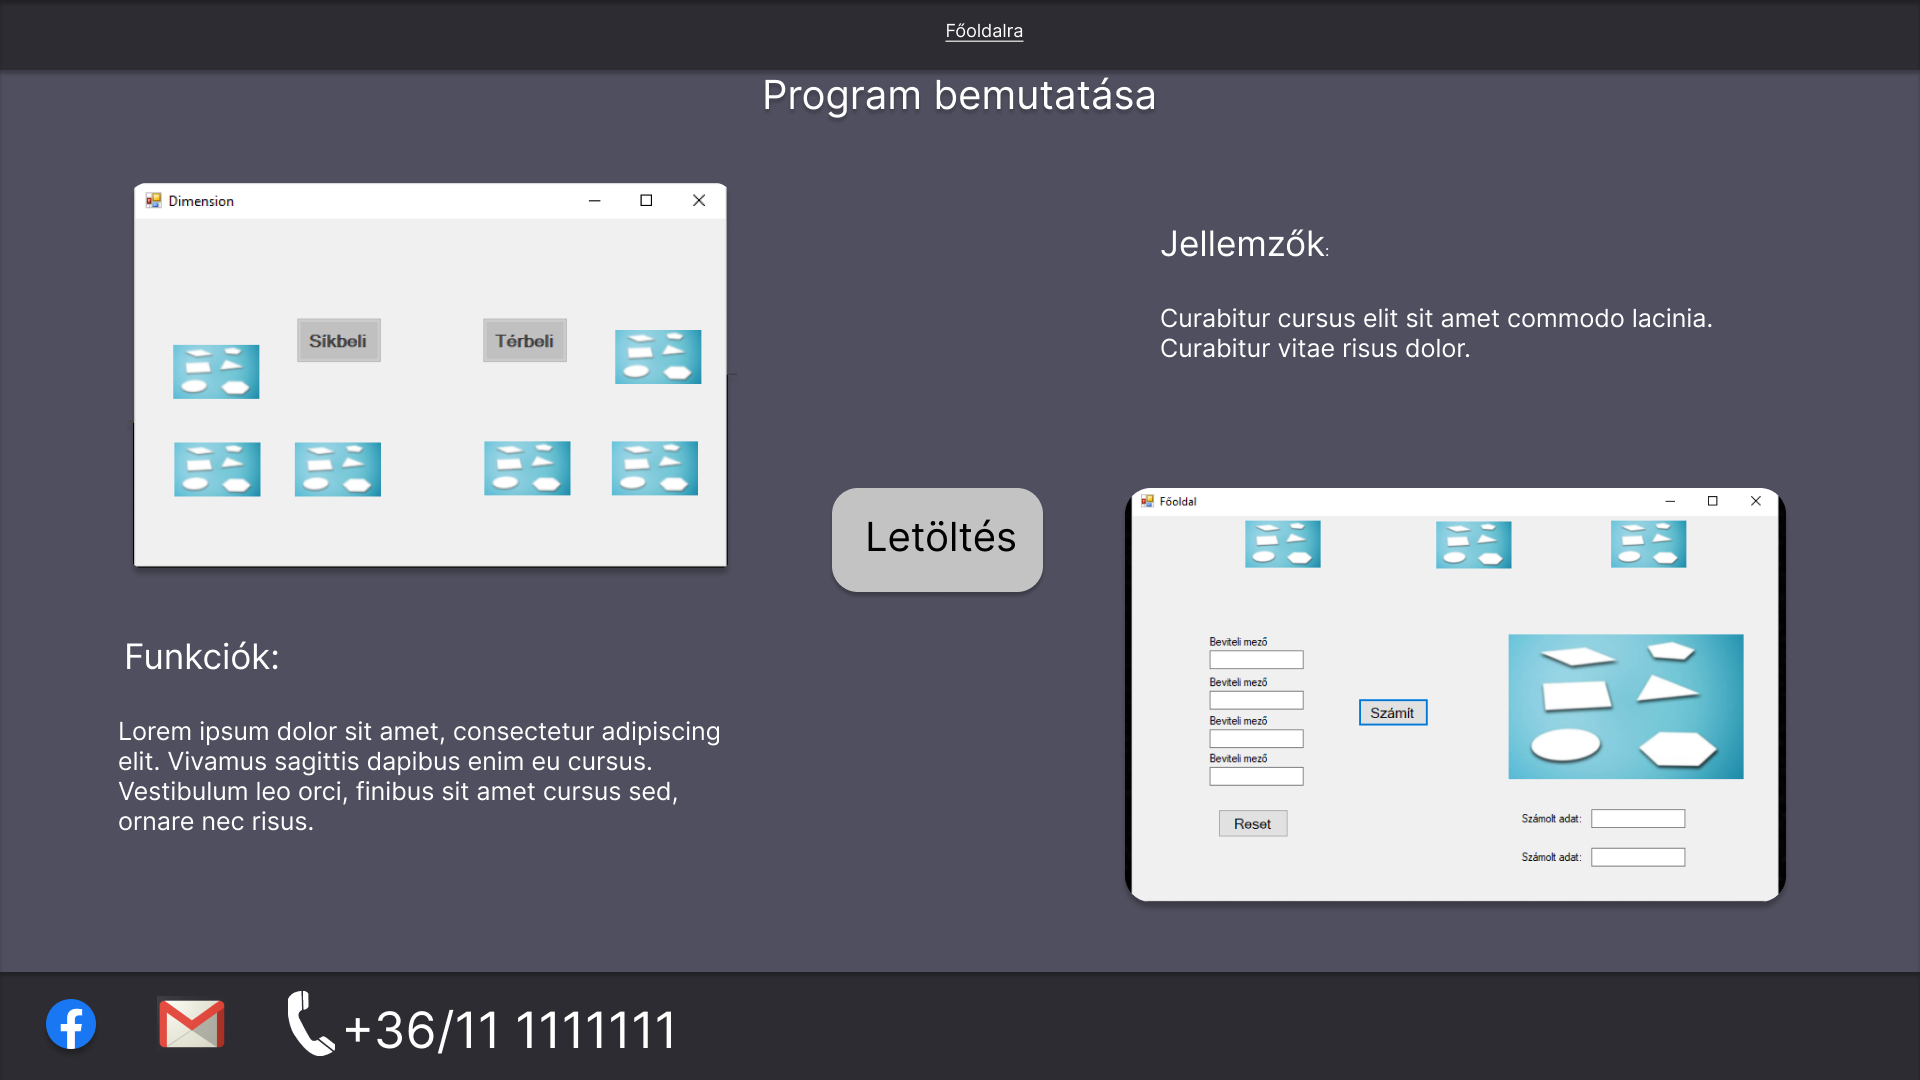 Főoldalra
Program bemutatása
Dimension
Síkbeli
Térbeli
Jellemzők:
Curabitur cursus elit sit amet commodo lacinia.
Curabitur vitae risus dolor.
Letöltés
Funkciók:
Lorem ipsum dolor sit amet, consectetur adipiscing
elit. Vivamus sagittis dapibus enim eu cursus.
Vestibulum leo orci, finibus sit amet cursus sed,
ornare nec risus.
Főoldal
Beviteli mező
Beviteli mező
Beviteli mező
Beviteli mező
Számít
Reset
Számolt adat:
Számolt adat:
+36/11 1111111